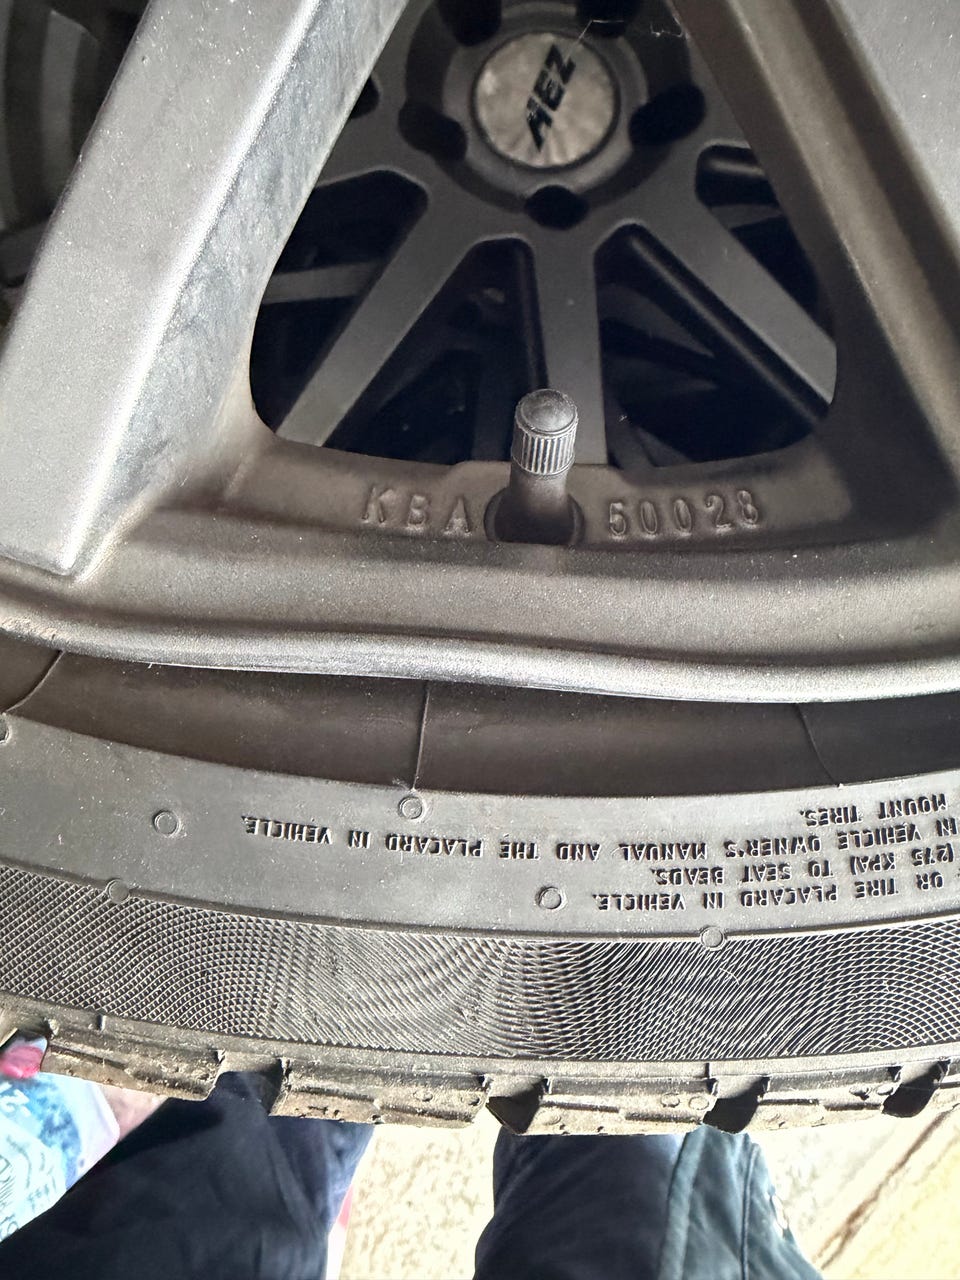 AEZ
KBA 50028
MOUNT TIRES.
IN VEHICLE OWNER'S MANUAL AND THE PLACARD IN VEHICLE.
(275 KPA) TO SEAT BEADS.
OR TIRE PLACARD IN VEHICLE.